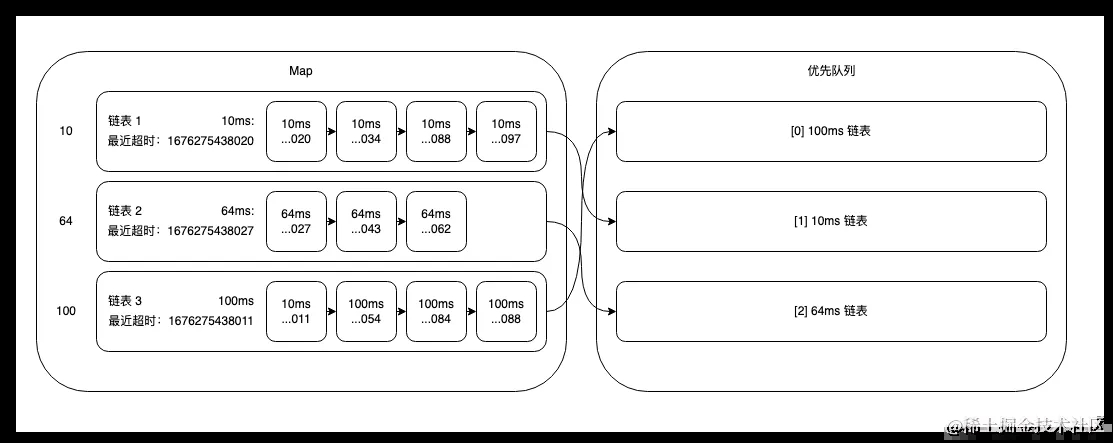 Map
10
链表 1 10ms:
最近超时：1676275438020
10ms
...020
10ms
...034
10ms
...088
10ms
...097
64
链表 2 64ms:
最近超时：1676275438027
64ms
...027
64ms
...043
64ms
...062
100
链表 3 100ms
最近超时：1676275438011
10ms
...011
100ms
...054
100ms
...084
100ms
...088
优先队列
[0] 100ms 链表
[1] 10ms 链表
[2] 64ms 链表
@稀土掘金技术社区